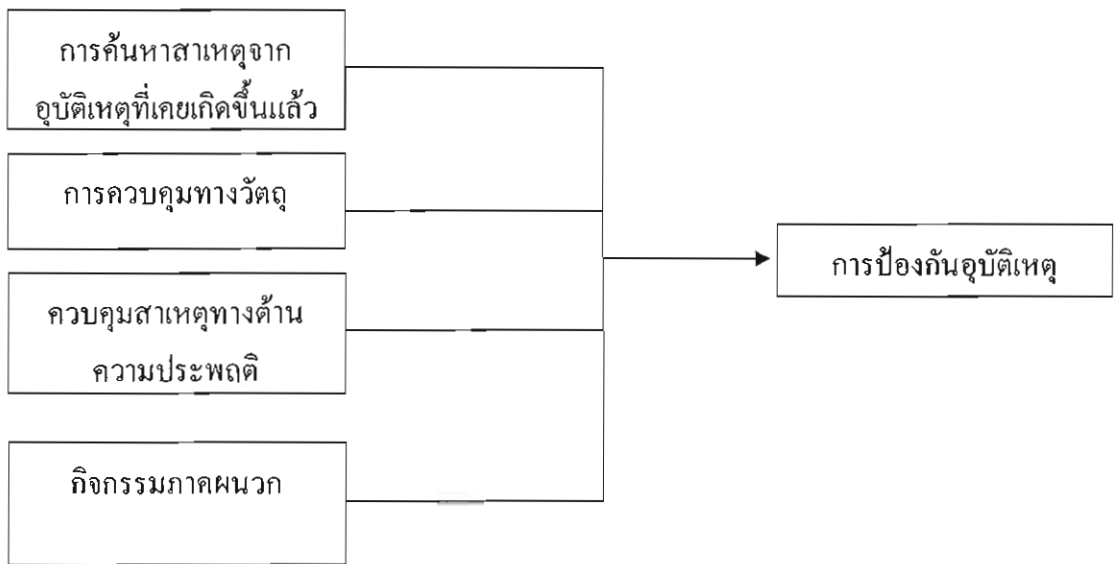 การค้นหาสาเหตุจาก
อุบัติเหตุที่เคยเกิดขึ้นแล้ว
การควบคุมทางวัตถุ
ควบคุมสาเหตุทางด้าน
ความประพฤติ
กิจกรรมภาคผนวก
การป้องกันอุบัติเหตุ